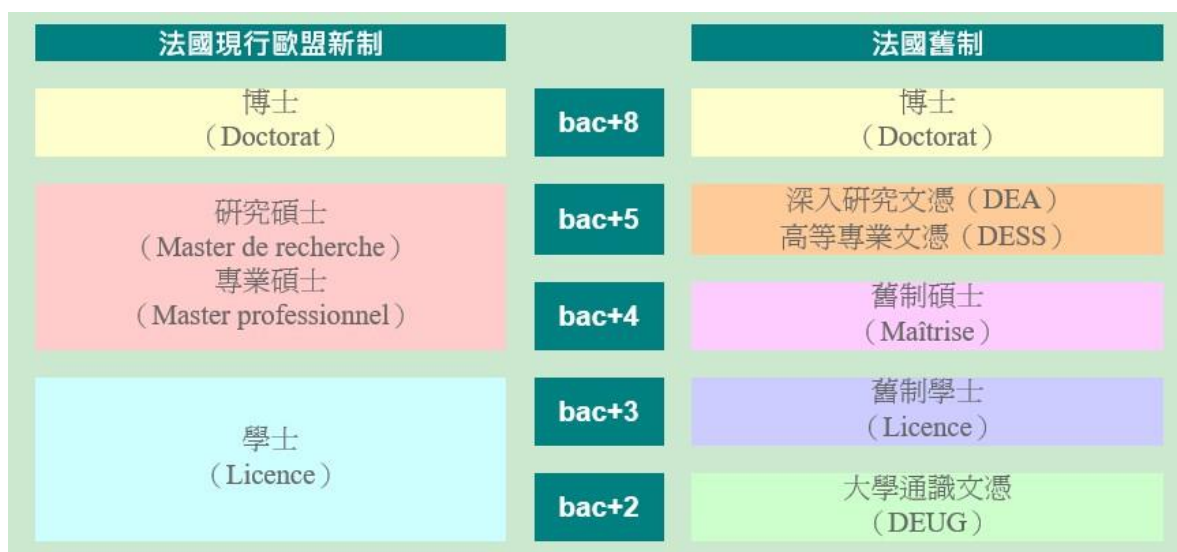 法國現行歐盟新制
法國舊制
博士
（Doctorat）
bac+8
博士
（Doctorat）
研究碩士
（Master de recherche）
專業碩士
（Master professionnel）
bac+5
深入研究文憑（DEA）
高等專業文憑（DESS）
bac+4
舊制碩士
（Maîtrise）
學士
（Licence）
bac+3
舊制學士
（Licence）
bac+2
大學通識文憑
（DEUG）